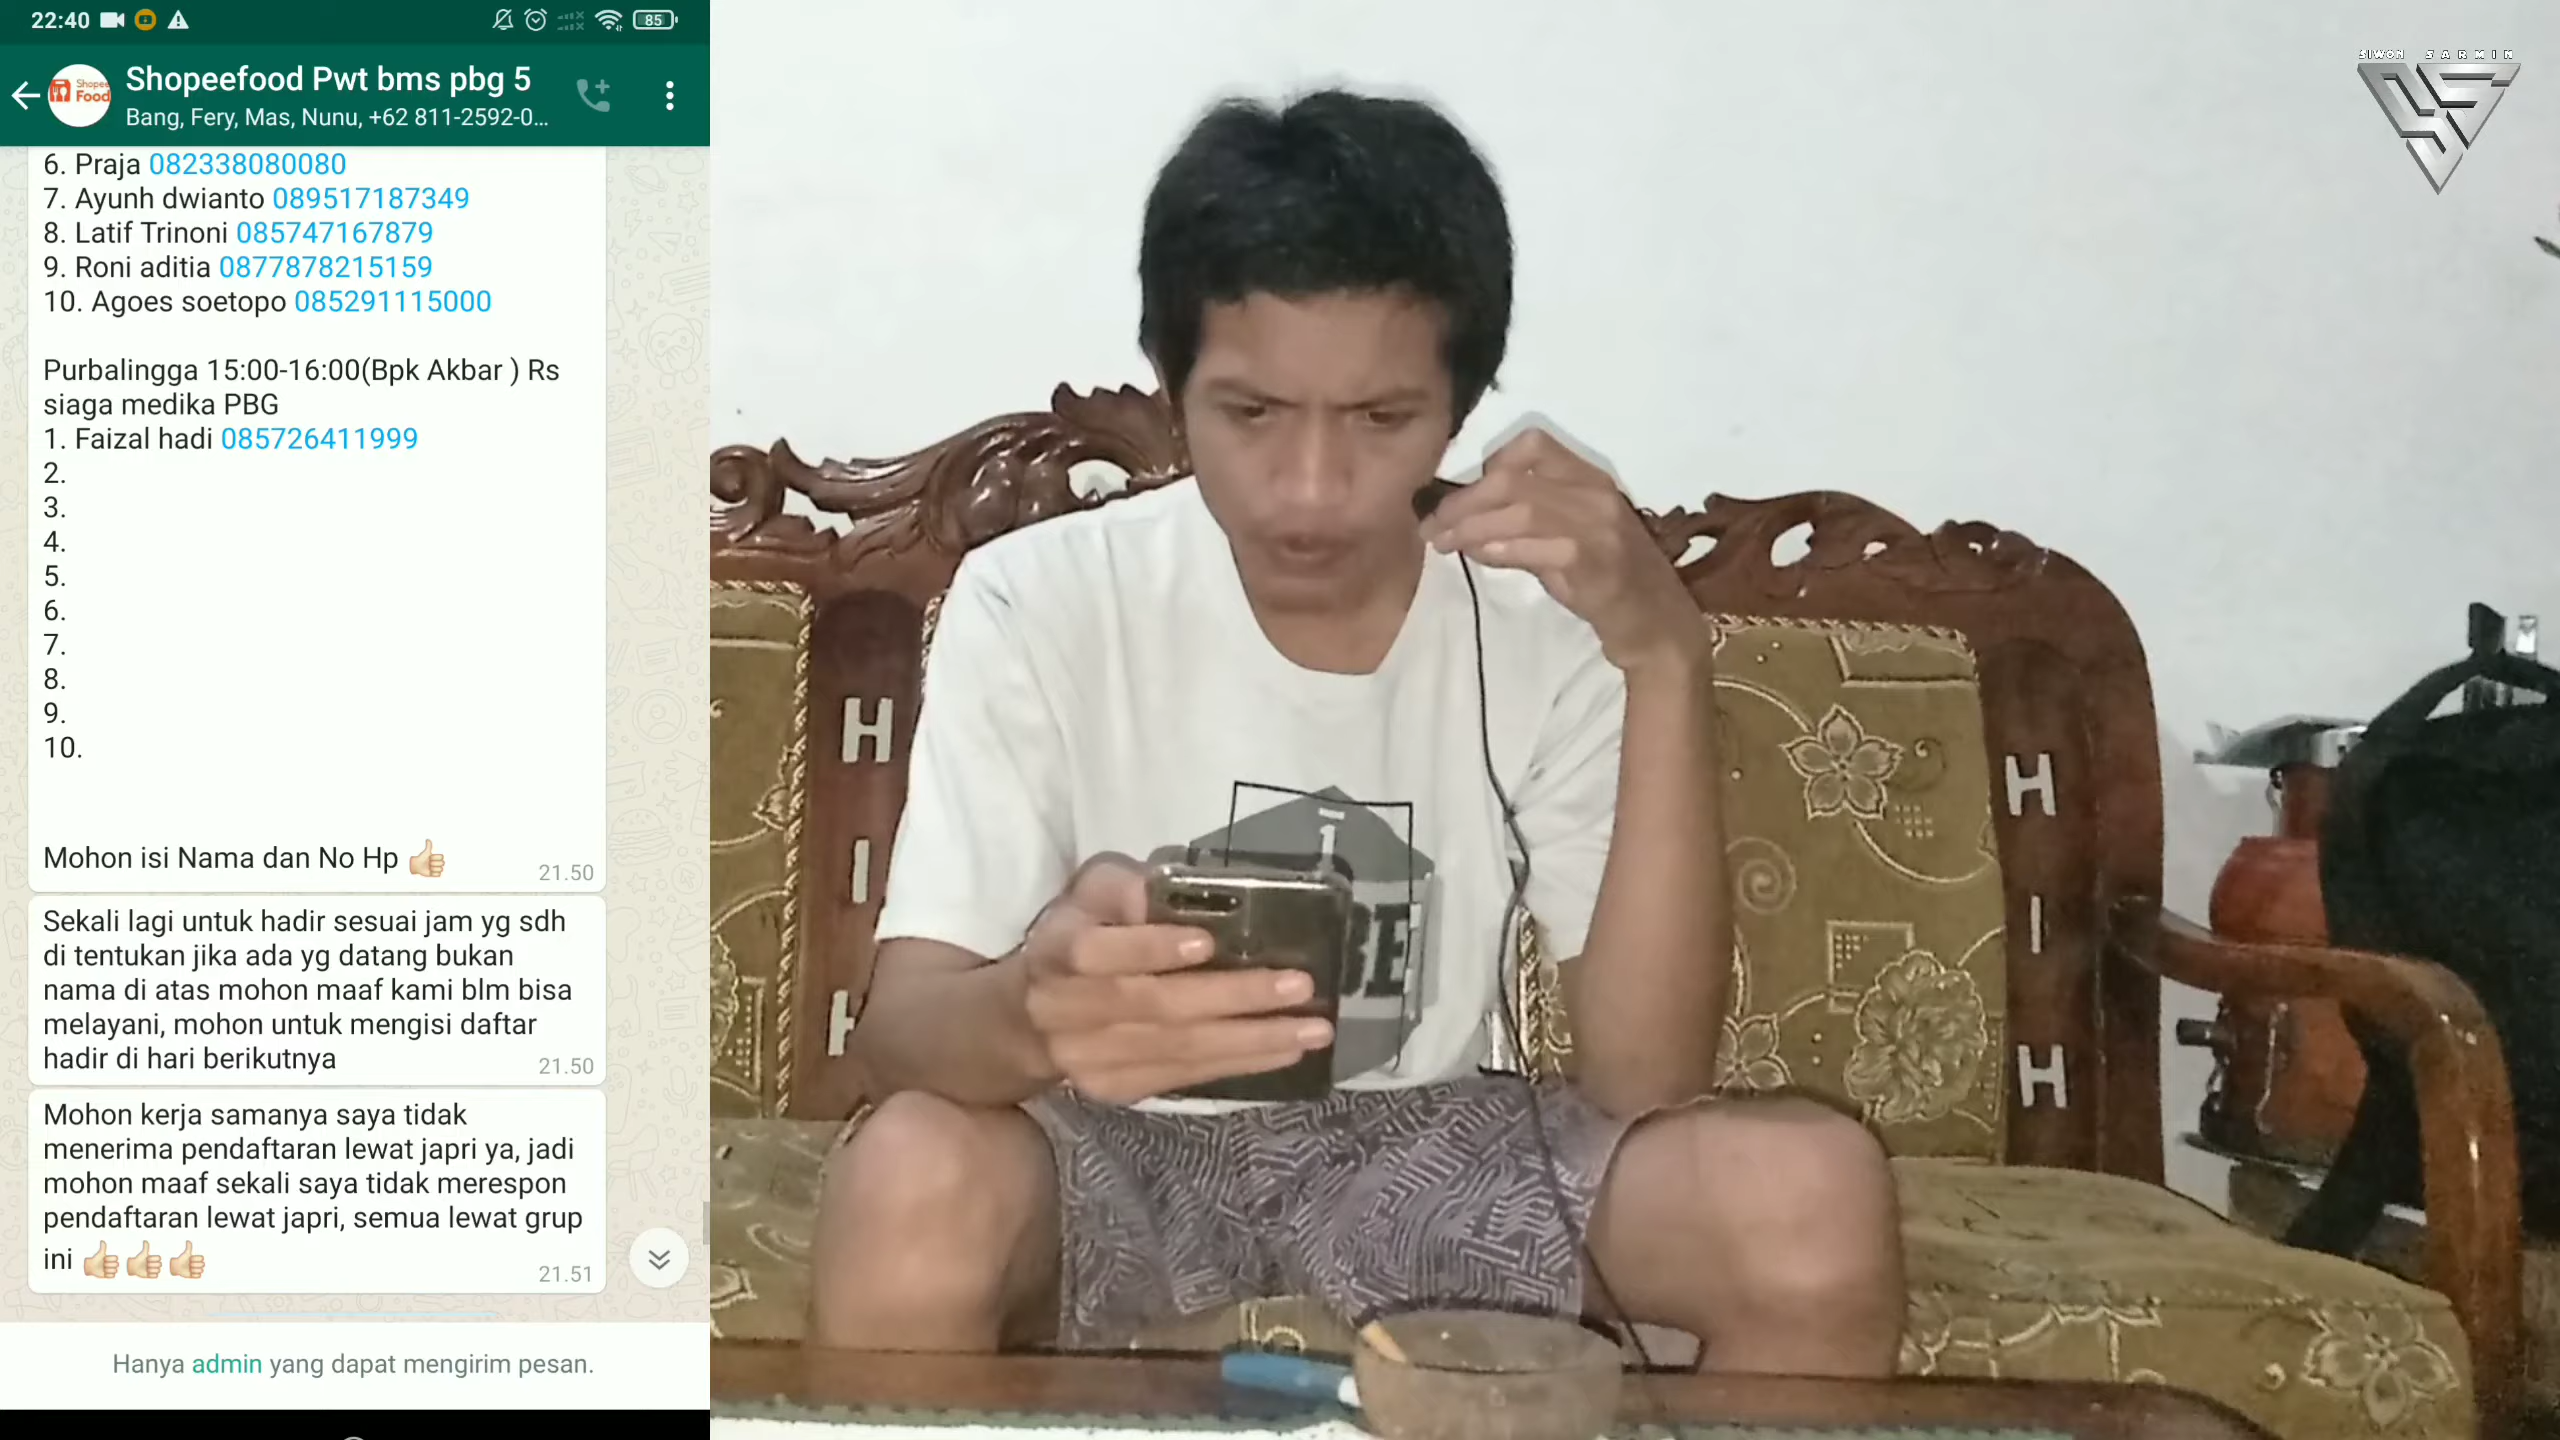 22:40
85
Shopee
Food
Shopeefood Pwt bms pbg 5
Bang, Fery, Mas, Nunu, +62 811-2592-0...
6. Praja 082338080080
7. Ayunh dwianto 089517187349
8. Latif Trinoni 085747167879
9. Roni aditia 0877878215159
10. Agoes soetopo 085291115000
Purbalingga 15:00-16:00(Bpk Akbar ) Rs
siaga medika PBG
1. Faizal hadi 085726411999
2.
3.
4.
5.
6.
7.
8.
9.
10.
Mohon isi Nama dan No Hp 👍🏻
21.50
Sekali lagi untuk hadir sesuai jam yg sdh
di tentukan jika ada yg datang bukan
nama di atas mohon maaf kami blm bisa
melayani, mohon untuk mengisi daftar
hadir di hari berikutnya
21.50
Mohon kerja samanya saya tidak
menerima pendaftaran lewat japri ya, jadi
mohon maaf sekali saya tidak merespon
pendaftaran lewat japri, semua lewat grup
ini 👍🏻👍🏻👍🏻
21.51
Hanya admin yang dapat mengirim pesan.
SIWON SARMIN
H
I
H
H
I
H